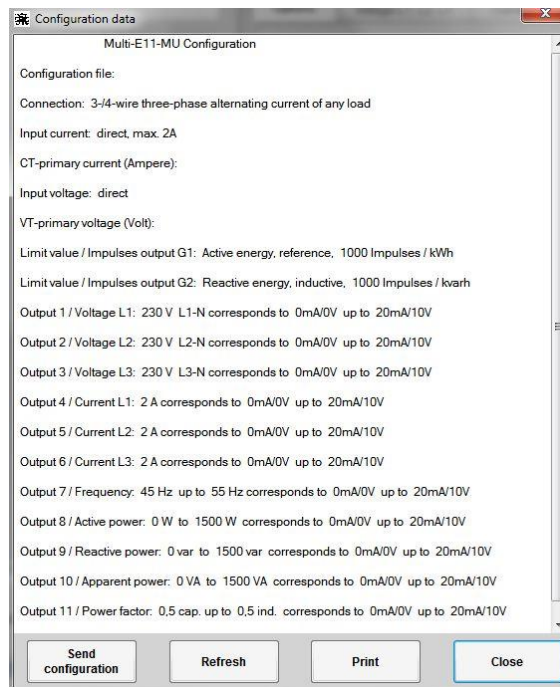 Configuration data
Multi-E11-MU Configuration
Configuration file:
Connection: 3-/4-wire three-phase alternating current of any load
Input current: direct, max. 2A
CT-primary current (Ampere):
Input voltage: direct
VT-primary voltage (Volt):
Limit value / Impulses output G1: Active energy, reference, 1000 Impulses / kWh
Limit value / Impulses output G2: Reactive energy, inductive, 1000 Impulses / kvarh
Output 1 / Voltage L1: 230 V L1-N corresponds to 0mA/0V up to 20mA/10V
Output 2 / Voltage L2: 230 V L2-N corresponds to 0mA/0V up to 20mA/10V
Output 3 / Voltage L3: 230 V L3-N corresponds to 0mA/0V up to 20mA/10V
Output 4 / Current L1: 2 A corresponds to 0mA/0V up to 20mA/10V
Output 5 / Current L2: 2 A corresponds to 0mA/0V up to 20mA/10V
Output 6 / Current L3: 2 A corresponds to 0mA/0V up to 20mA/10V
Output 7 / Frequency: 45 Hz up to 55 Hz corresponds to 0mA/0V up to 20mA/10V
Output 8 / Active power: 0 W to 1500 W corresponds to 0mA/0V up to 20mA/10V
Output 9 / Reactive power: 0 var to 1500 var corresponds to 0mA/0V up to 20mA/10V
Output 10 / Apparent power: 0 VA to 1500 VA corresponds to 0mA/0V up to 20mA/10V
Output 11 / Power factor: 0,5 cap. up to 0,5 ind. corresponds to 0mA/0V up to 20mA/10V
Send
configuration
Refresh
Print
Close